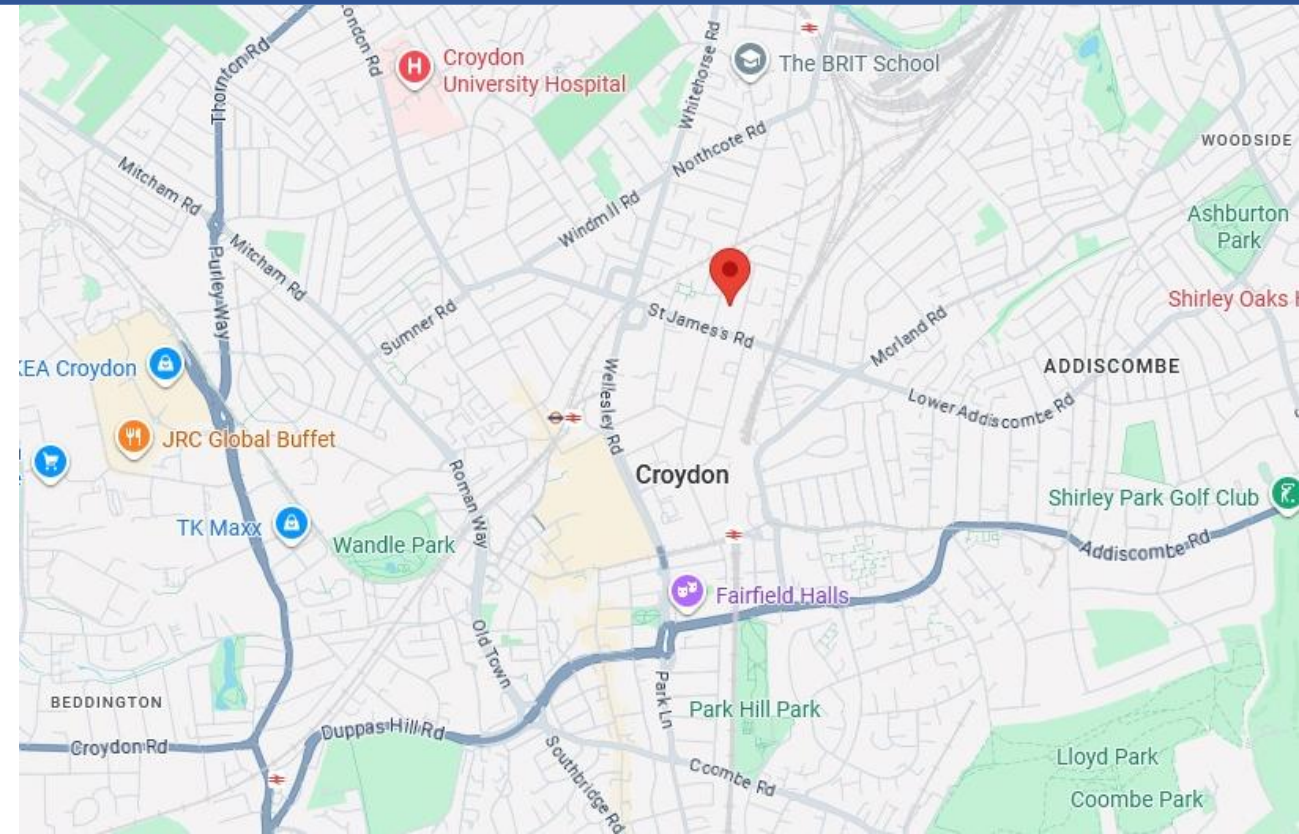 London Rd
Thornton Rd
Croydon
University Hospital
Whitehorse Rd
The BRIT School
Northcote Rd
WOODSIDE
Mitcham Rd
Windmill Rd
Ashburton
Park
Mitcham Rd
Purley Way
Shirley Oaks
St James's Rd
Sumner Rd
Morland Rd
KEA Croydon
ADDISCOMBE
Wellesley Rd
Lower Addiscombe Rd
JRC Global Buffet
Croydon
Roman Way
Shirley Park Golf Club
TK Maxx
Wandle Park
Addiscombe Rd
Fairfield Halls
Old Town
BEDDINGTON
Park Ln
Park Hill Park
Duppas Hill Rd
Croydon Rd
Southbridge Rd
Coombe Rd
Lloyd Park
Coombe Park